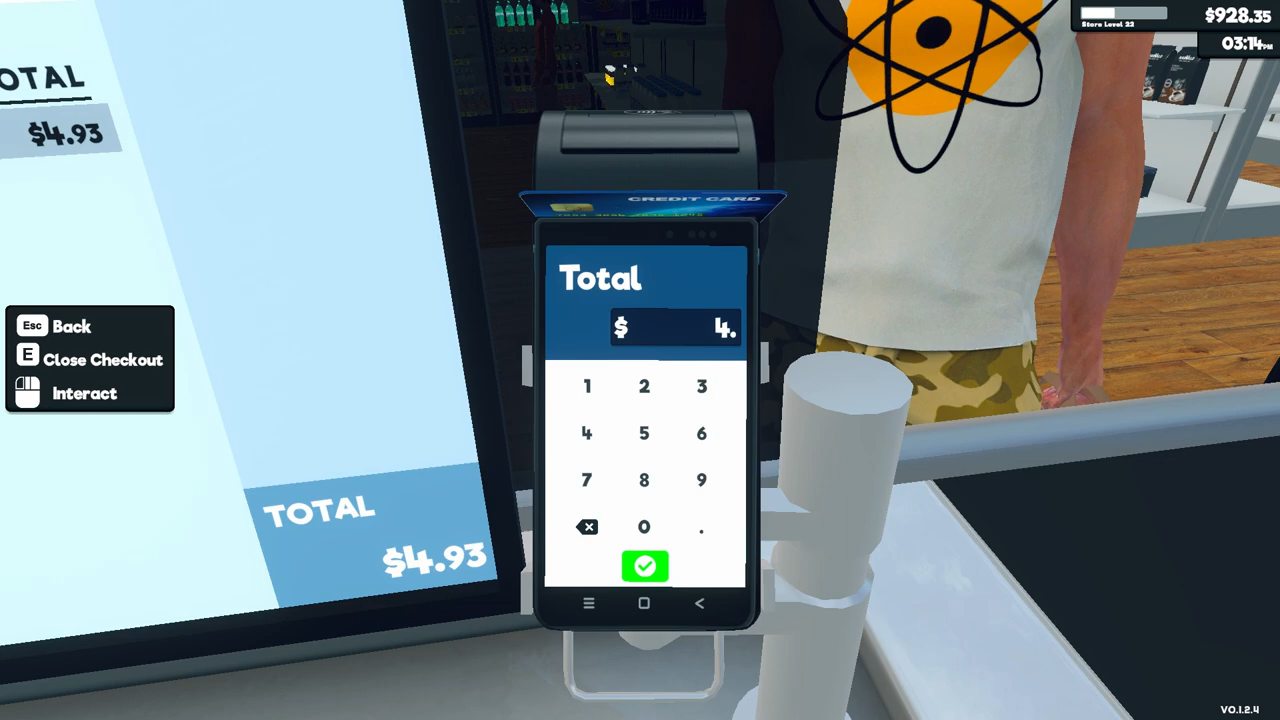 OTAL
$4.93
TOTAL
$4.93
Esc Back
E Close Checkout
Interact
CREDIT CARD
Total
$ 4.
1 2 3
4 5 6
7 8 9
0 .
Store Level 22
$928.35
03:14PM
V0.1.2.4